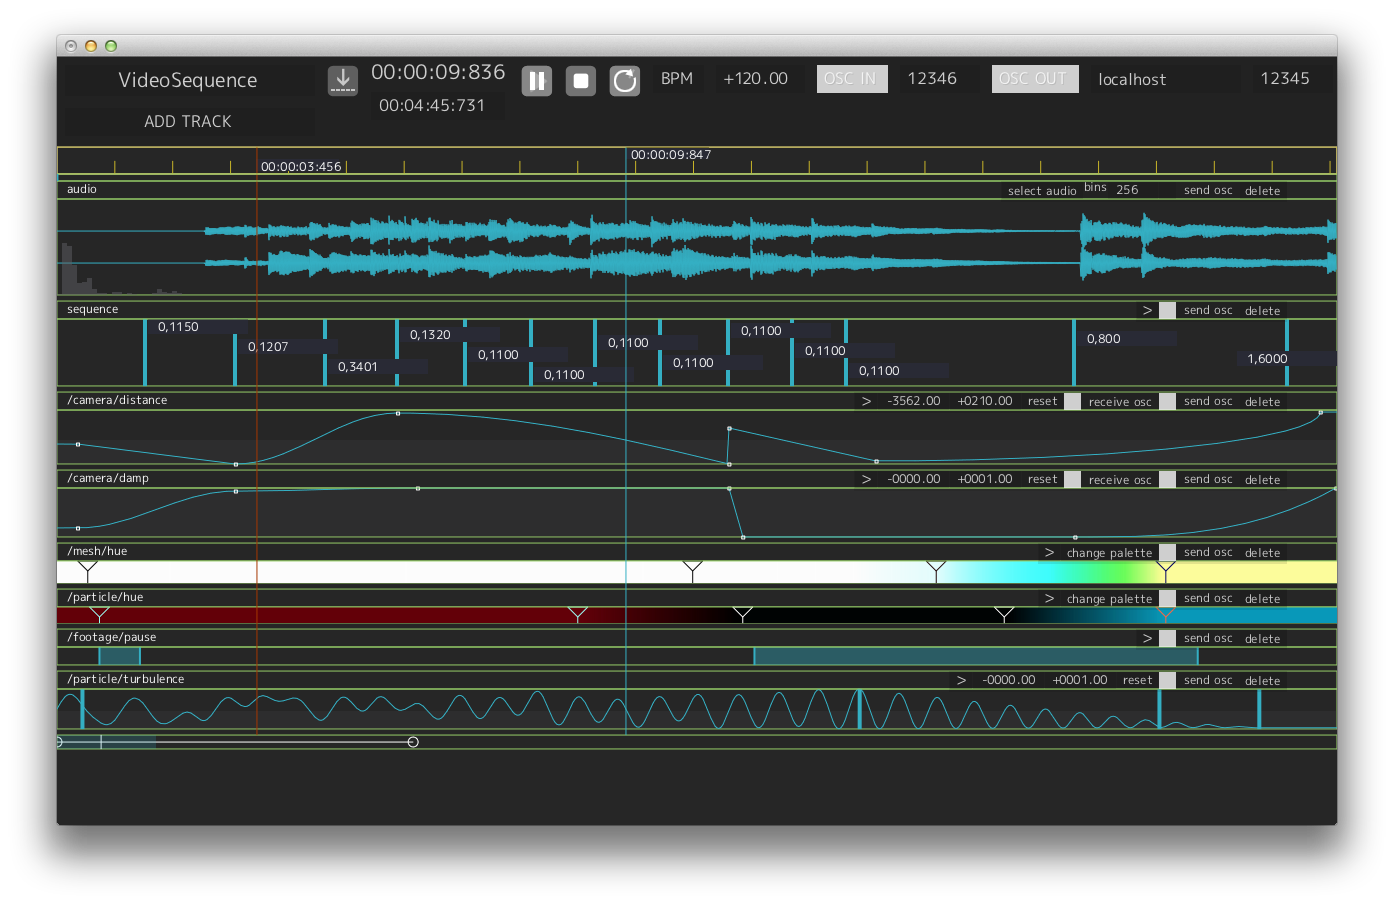 VideoSequence 00:00:09:836 BPM +120.00 OSC IN 12346 OSC OUT localhost 12345
00:04:45:731
ADD TRACK
00:00:03:456 00:00:09:847
audio select audio bins 256 send osc delete
sequence > send osc delete
0,1150
0,1207
0,3401
0,1320
0,1100
0,1100
0,1100
0,1100
0,1100
0,1100
0,1100
0,800
1,6000
/camera/distance > -3562.00 +0210.00 reset receive osc send osc delete
/camera/damp > -0000.00 +0001.00 reset receive osc send osc delete
/mesh/hue > change palette send osc delete
/particle/hue > change palette send osc delete
/footage/pause > send osc delete
/particle/turbulence > -0000.00 +0001.00 reset send osc delete